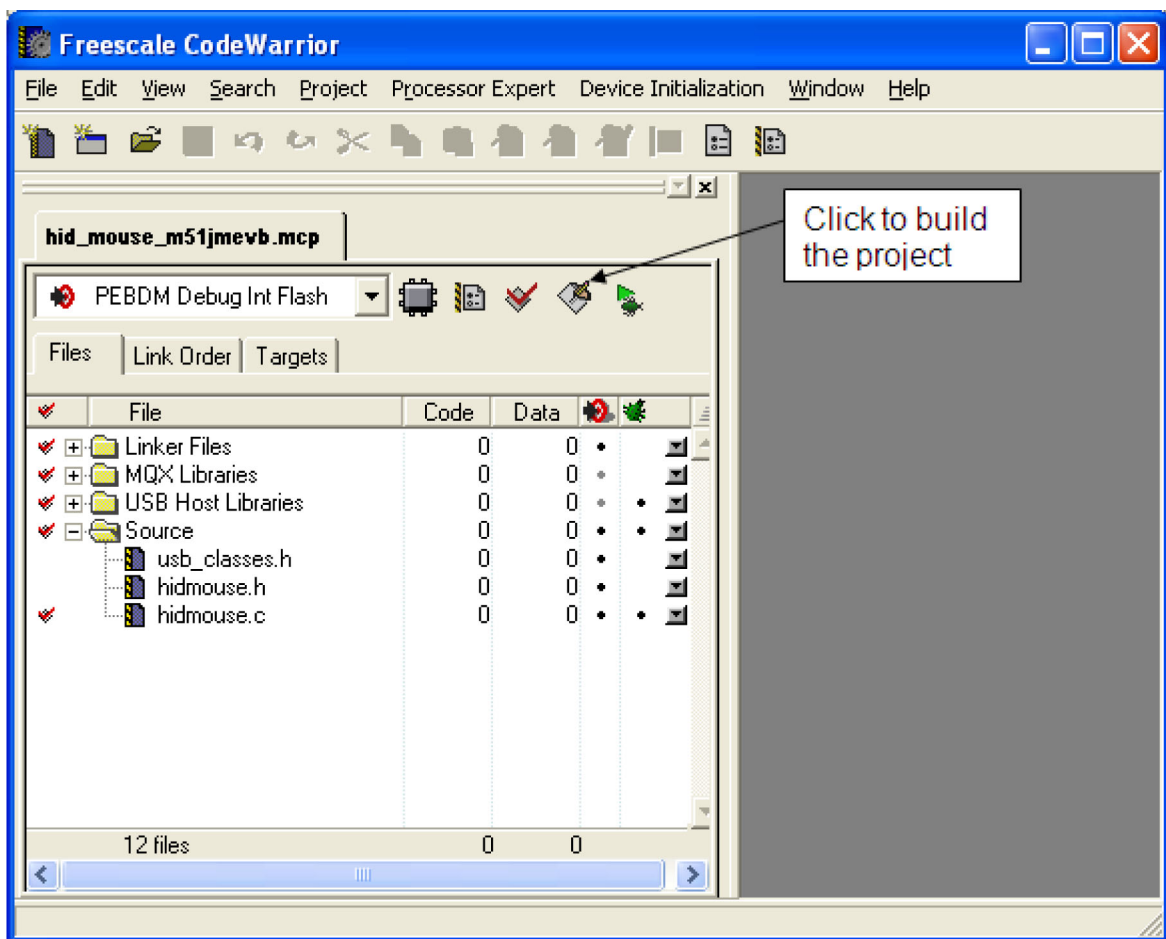 Freescale CodeWarrior
File Edit View Search Project Processor Expert Device Initialization Window Help
hid_mouse_m51jmevb.mcp
Click to build
the project
PEBDM Debug Int Flash
Files Link Order Targets
File Code Data
Linker Files 0 0
MQX Libraries 0 0
USB Host Libraries 0 0
Source 0 0
usb_classes.h 0 0
hidmouse.h 0 0
hidmouse.c 0 0
12 files 0 0